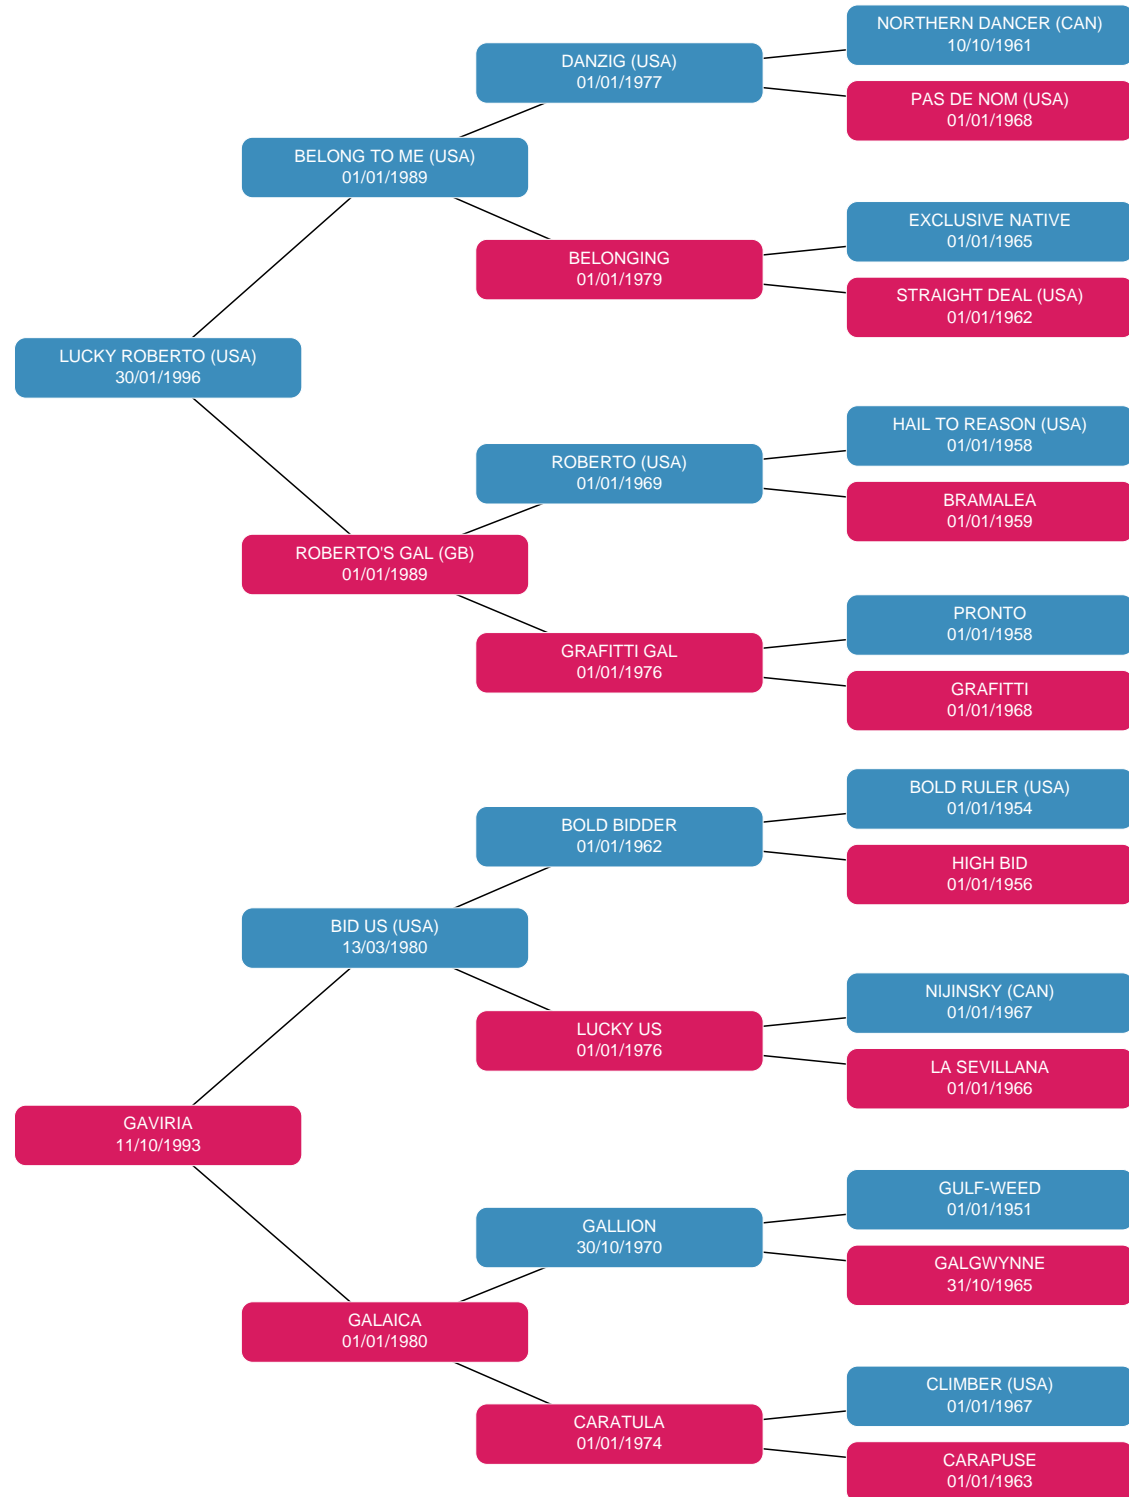 NORTHERN DANCER (CAN)
10/10/1961
DANZIG (USA)
01/01/1977
PAS DE NOM (USA)
01/01/1968
BELONG TO ME (USA)
01/01/1989
EXCLUSIVE NATIVE
01/01/1965
BELONGING
01/01/1979
STRAIGHT DEAL (USA)
01/01/1962
LUCKY ROBERTO (USA)
30/01/1996
HAIL TO REASON (USA)
01/01/1958
ROBERTO (USA)
01/01/1969
BRAMALEA
01/01/1959
ROBERTO'S GAL (GB)
01/01/1989
PRONTO
01/01/1958
GRAFITTI GAL
01/01/1976
GRAFITTI
01/01/1968
BOLD RULER (USA)
01/01/1954
BOLD BIDDER
01/01/1962
HIGH BID
01/01/1956
BID US (USA)
13/03/1980
NIJINSKY (CAN)
01/01/1967
LUCKY US
01/01/1976
LA SEVILLANA
01/01/1966
GAVIRIA
11/10/1993
GULF-WEED
01/01/1951
GALLION
30/10/1970
GALGWYNNE
31/10/1965
GALAICA
01/01/1980
CLIMBER (USA)
01/01/1967
CARATULA
01/01/1974
CARAPUSE
01/01/1963